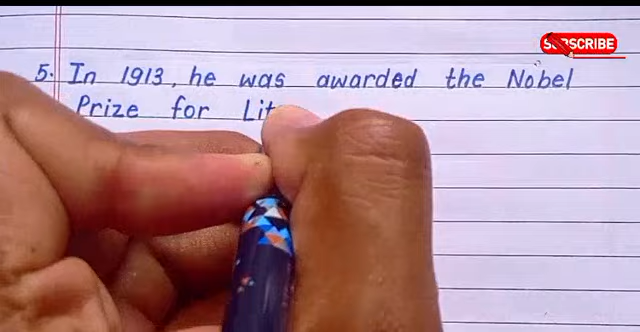 SUBSCRIBE
5. In 1913, he was awarded the Nobel
Prize for Lit